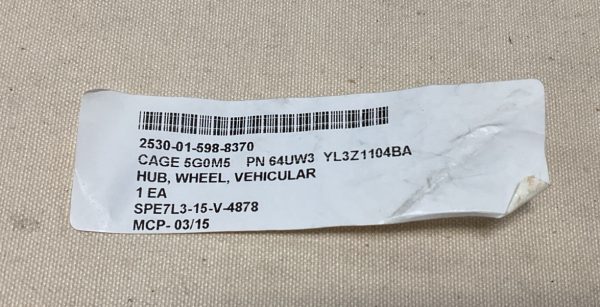 2530-01-598-8370
CAGE 5G0M5 PN 64UW3 YL3Z1104BA
HUB, WHEEL, VEHICULAR
1 EA
SPE7L3-15-V-4878
MCP- 03/15